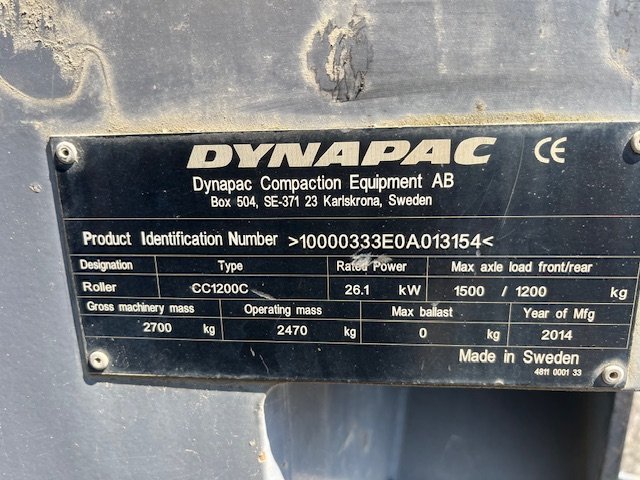 DYNAPAC CE
Dynapac Compaction Equipment AB
Box 504, SE-371 23 Karlskrona, Sweden
Product Identification Number >10000333E0A013154<
Designation Type Rated Power Max axle load front/rear
Roller CC1200C 26.1 kW 1500 / 1200 kg
Gross machinery mass Operating mass Max ballast Year of Mfg
2700 kg 2470 kg 0 kg 2014
Made in Sweden
4811 0001 33